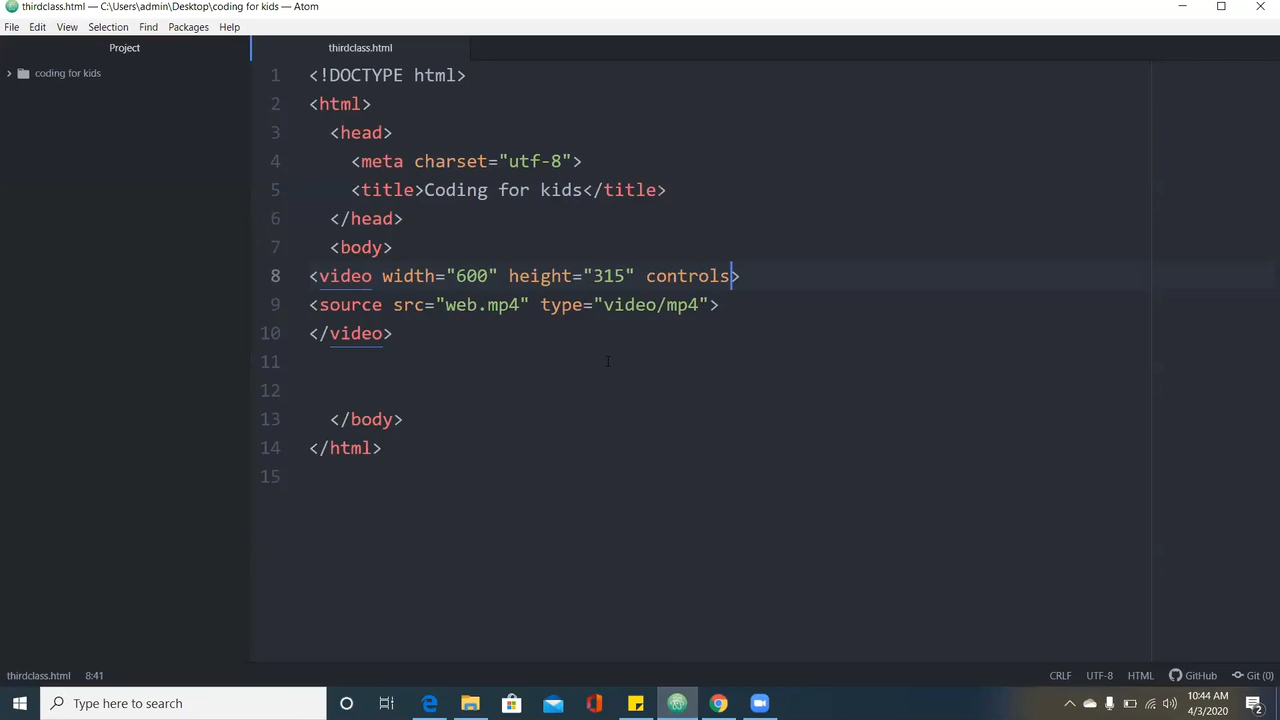 thirdclass.html — C:\Users\admin\Desktop\coding for kids — Atom
File Edit View Selection Find Packages Help
Project
thirdclass.html
coding for kids
1 <!DOCTYPE html>
2 <html>
3 <head>
4 <meta charset="utf-8">
5 <title>Coding for kids</title>
6 </head>
7 <body>
8 <video width="600" height="315" controls>
9 <source src="web.mp4" type="video/mp4">
10 </video>
11
12
13 </body>
14 </html>
15
thirdclass.html 8:41 CRLF UTF-8 HTML GitHub Git (0)
Type here to search
10:44 AM
4/3/2020
2